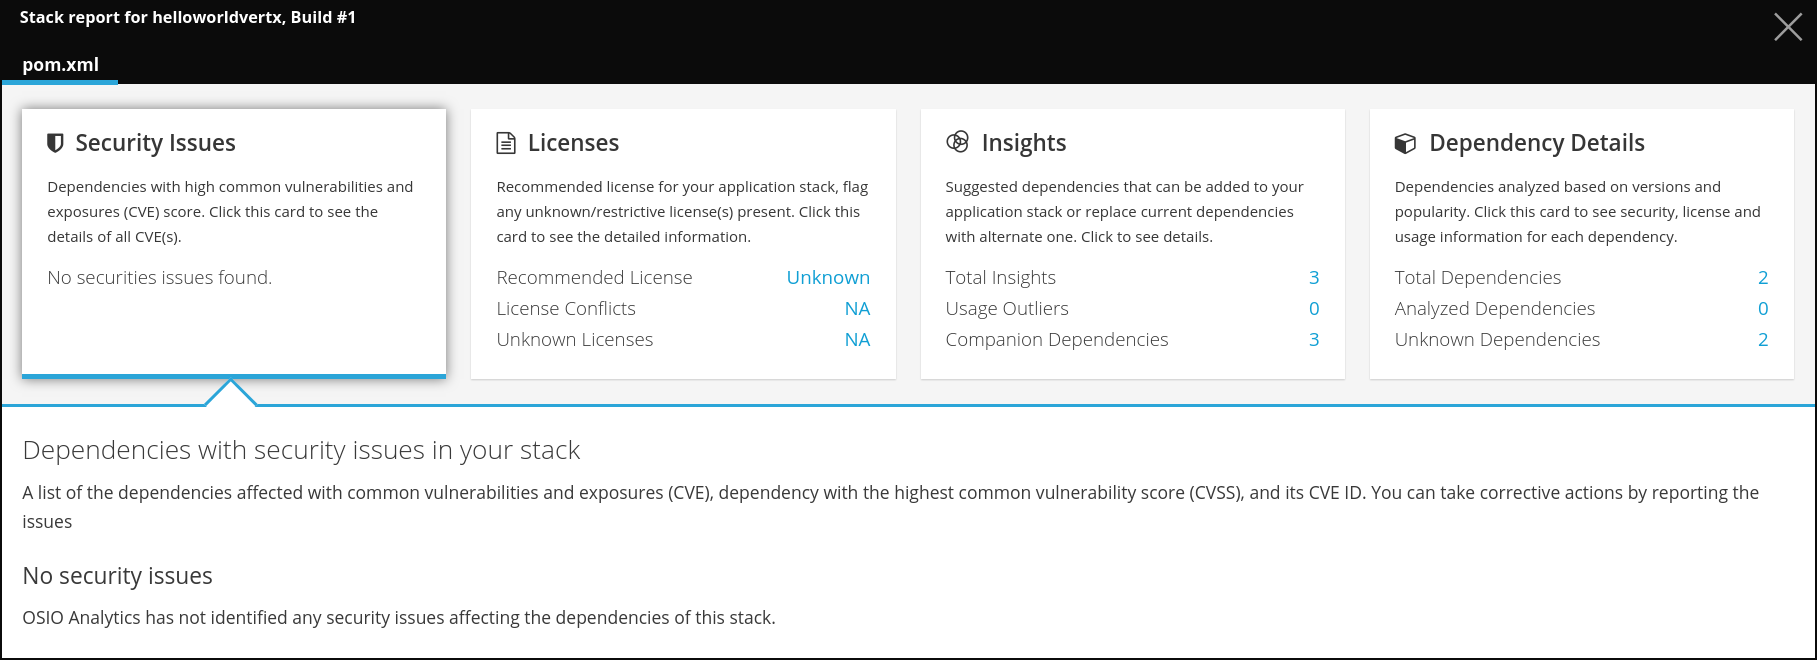 Stack report for helloworldvertx, Build #1
pom.xml
Security Issues
Dependencies with high common vulnerabilities and
exposures (CVE) score. Click this card to see the
details of all CVE(s).
No securities issues found.
Licenses
Recommended license for your application stack, flag
any unknown/restrictive license(s) present. Click this
card to see the detailed information.
Recommended License Unknown
License Conflicts NA
Unknown Licenses NA
Insights
Suggested dependencies that can be added to your
application stack or replace current dependencies
with alternate one. Click to see details.
Total Insights 3
Usage Outliers 0
Companion Dependencies 3
Dependency Details
Dependencies analyzed based on versions and
popularity. Click this card to see security, license and
usage information for each dependency.
Total Dependencies 2
Analyzed Dependencies 0
Unknown Dependencies 2
Dependencies with security issues in your stack
A list of the dependencies affected with common vulnerabilities and exposures (CVE), dependency with the highest common vulnerability score (CVSS), and its CVE ID. You can take corrective actions by reporting the
issues
No security issues
OSIO Analytics has not identified any security issues affecting the dependencies of this stack.